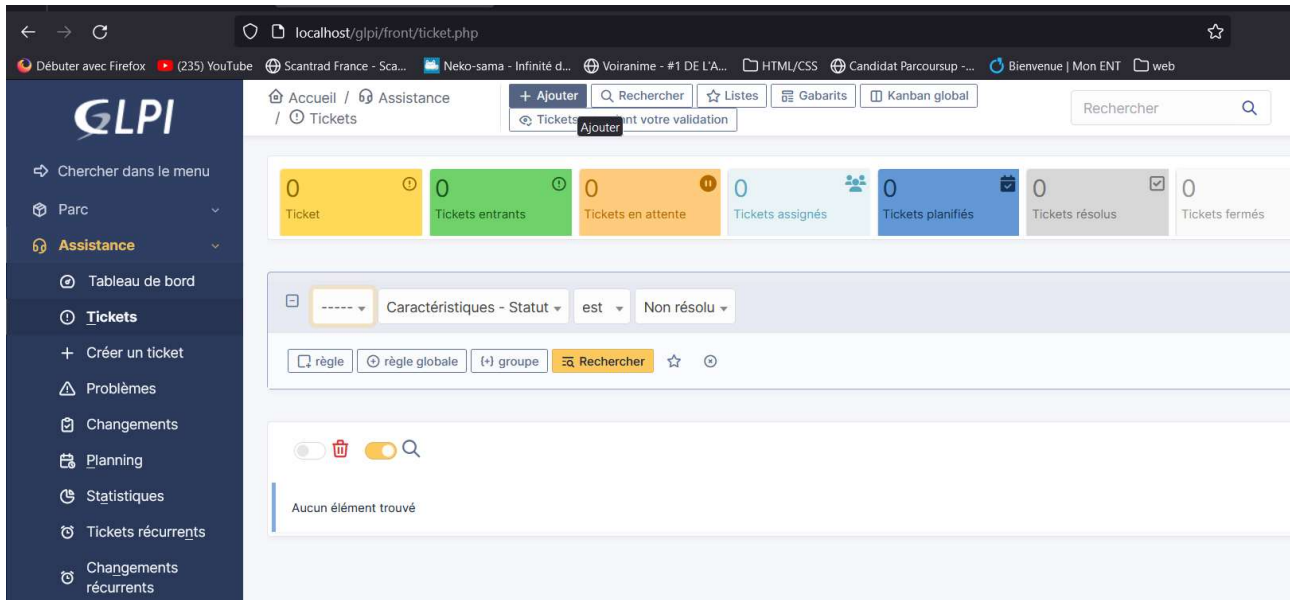 localhost/glpi/front/ticket.php
Débuter avec Firefox (235) YouTube Scantrad France - Sca... Neko-sama - Infinité d... Voiranime - #1 DE L'A... HTML/CSS Candidat Parcoursup -... Bienvenue | Mon ENT web
GLPI
Chercher dans le menu
Parc
Assistance
Tableau de bord
Tickets
Créer un ticket
Problèmes
Changements
Planning
Statistiques
Tickets récurrents
Changements
récurrents
Accueil / Assistance
/ Tickets
+ Ajouter Rechercher Listes Gabarits Kanban global
Tickets ant votre validation
Ajouter
Rechercher
0 0 0 0 0 0 0
Ticket Tickets entrants Tickets en attente Tickets assignés Tickets planifiés Tickets résolus Tickets fermés
----- Caractéristiques - Statut est Non résolu
règle règle globale {+} groupe Rechercher
Aucun élément trouvé